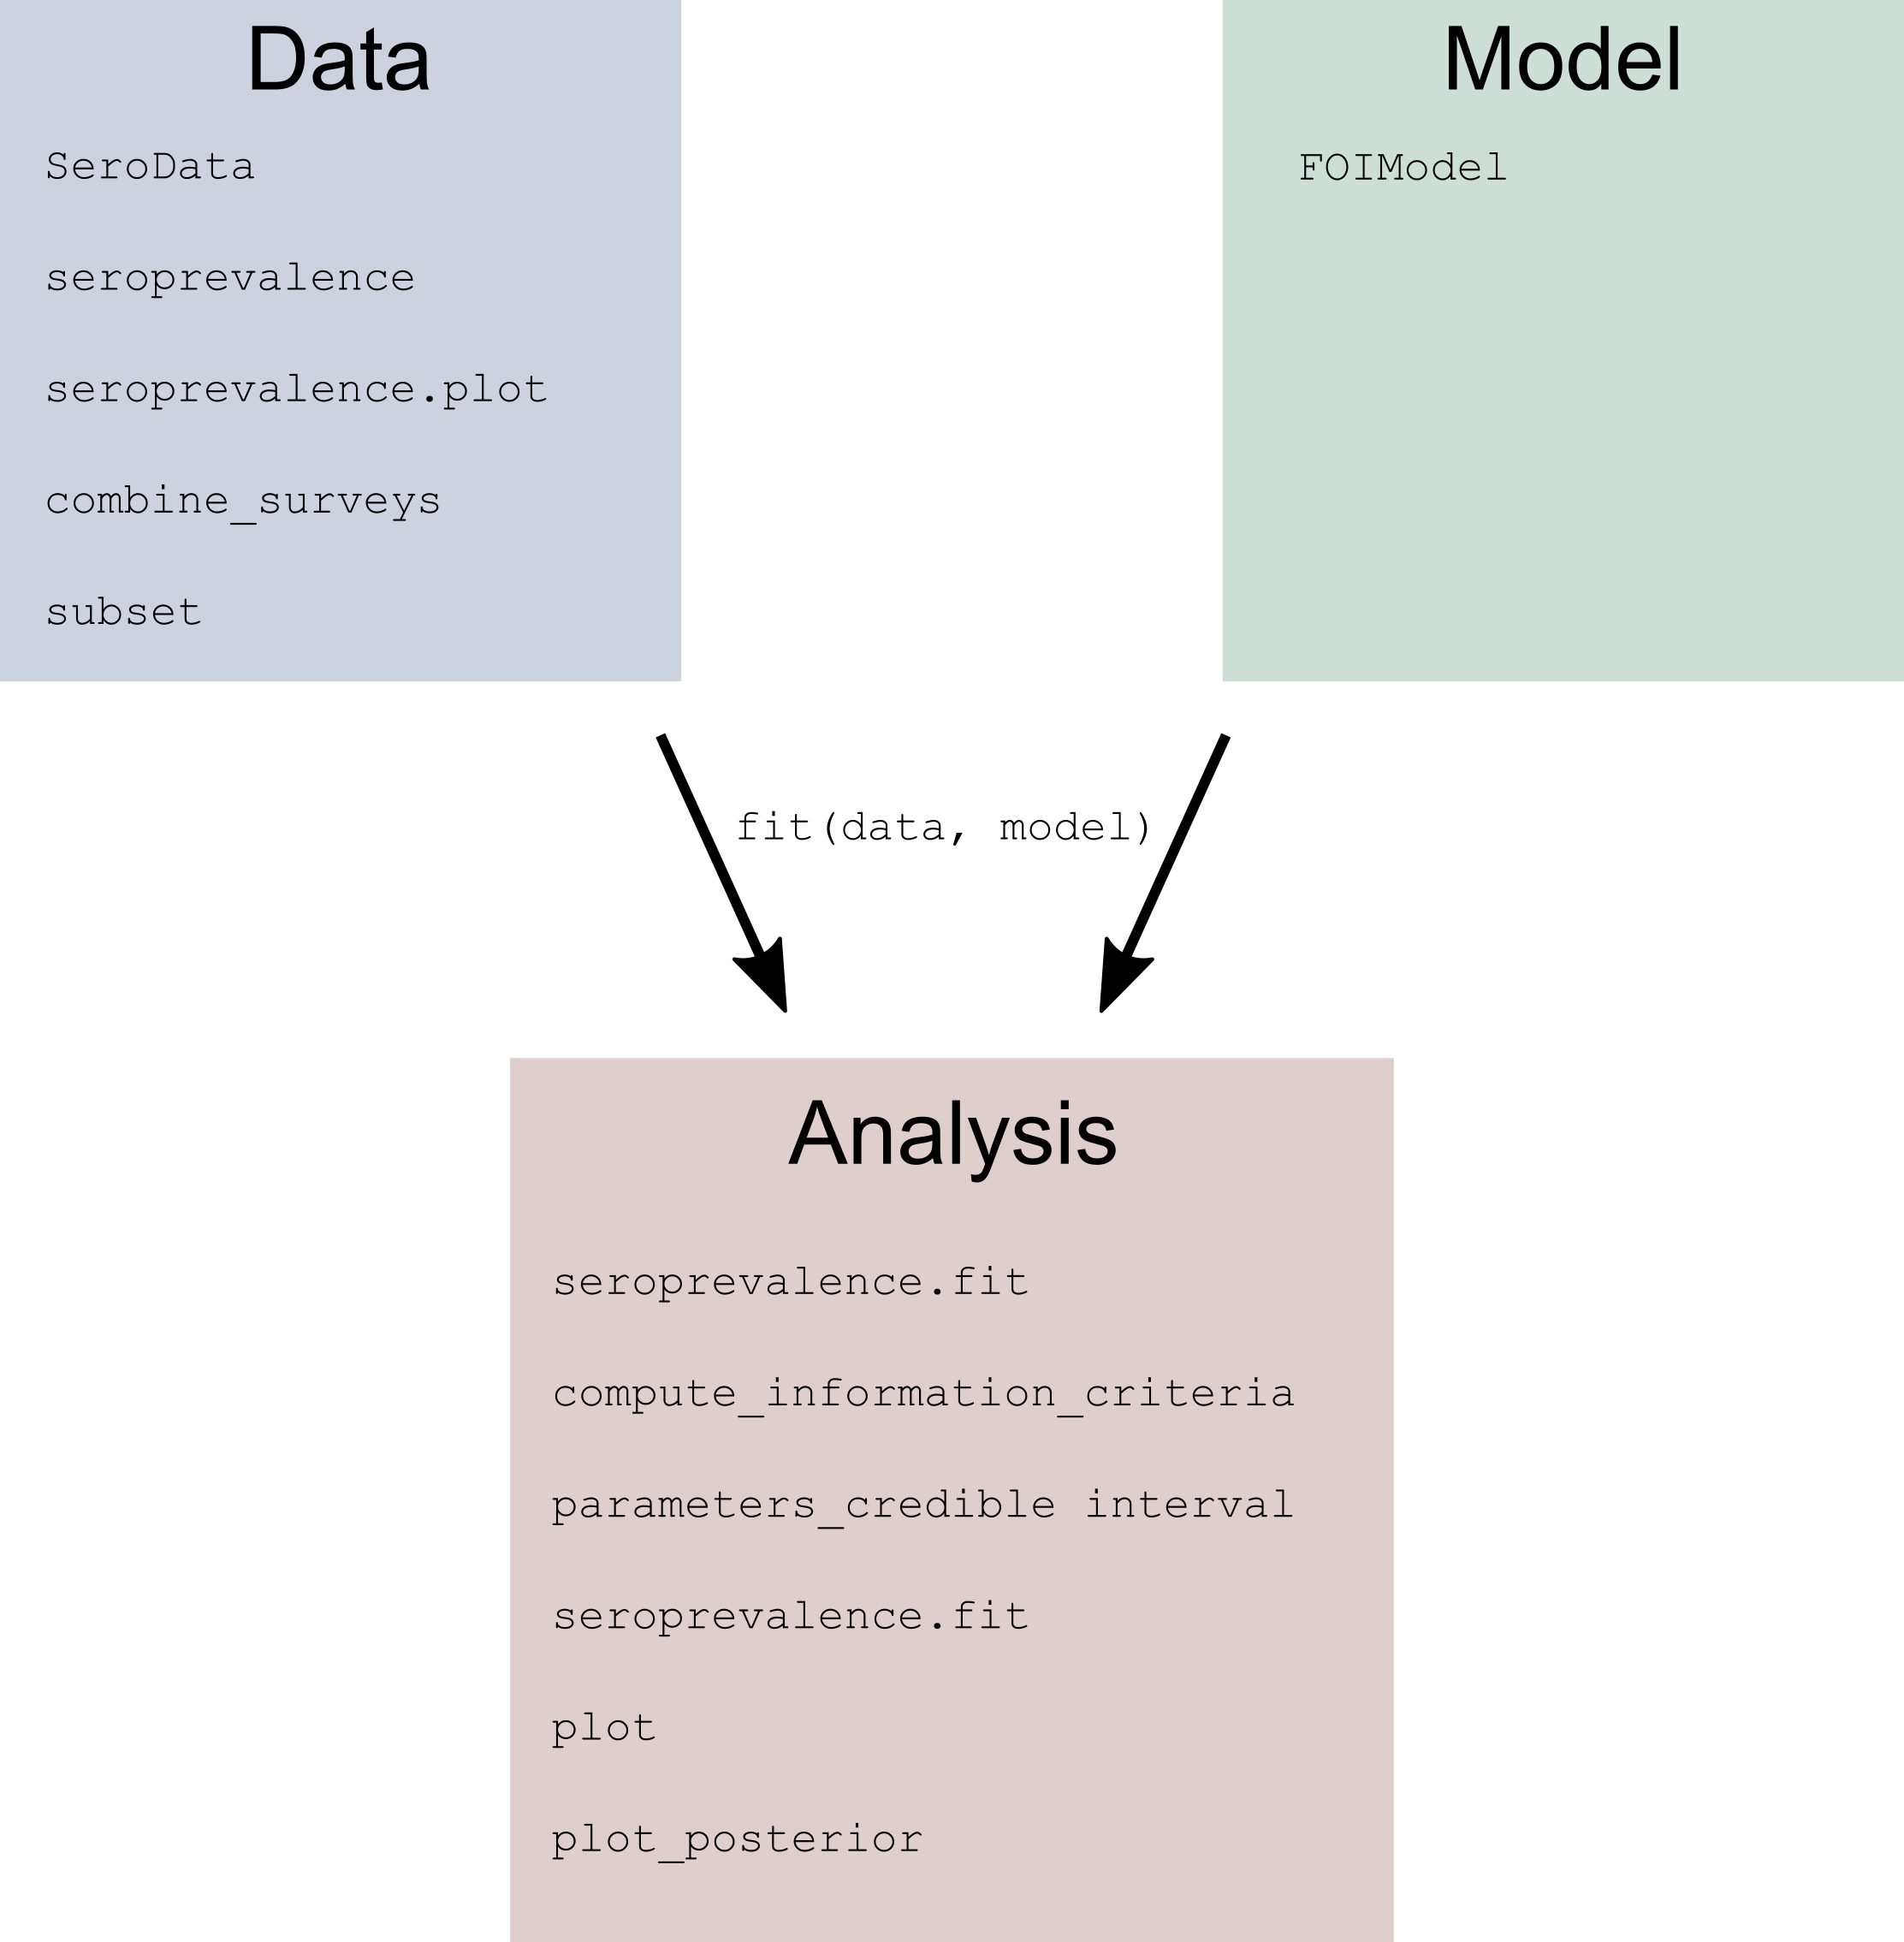 Data
SeroData
seroprevalence
seroprevalence.plot
combine_surveys
subset
Model
FOIModel
fit(data, model)
Analysis
seroprevalence.fit
compute_information_criteria
parameters_credible interval
seroprevalence.fit
plot
plot_posterior